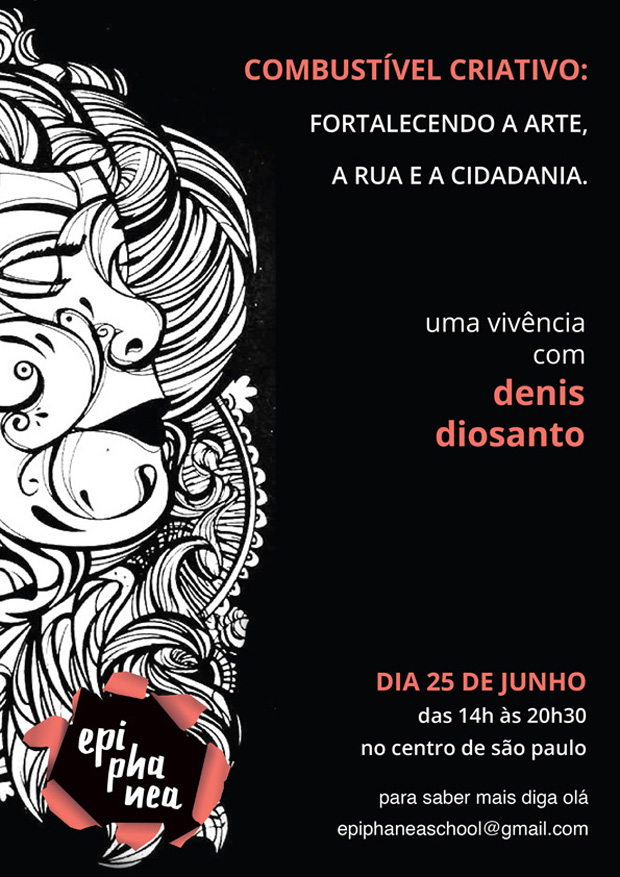 COMBUSTÍVEL CRIATIVO:
FORTALECENDO A ARTE,
A RUA E A CIDADANIA.
uma vivência
com
denis
diosanto
DIA 25 DE JUNHO
das 14h às 20h30
no centro de são paulo
para saber mais diga olá
epiphaneaschool@gmail.com
epi
pha
nea